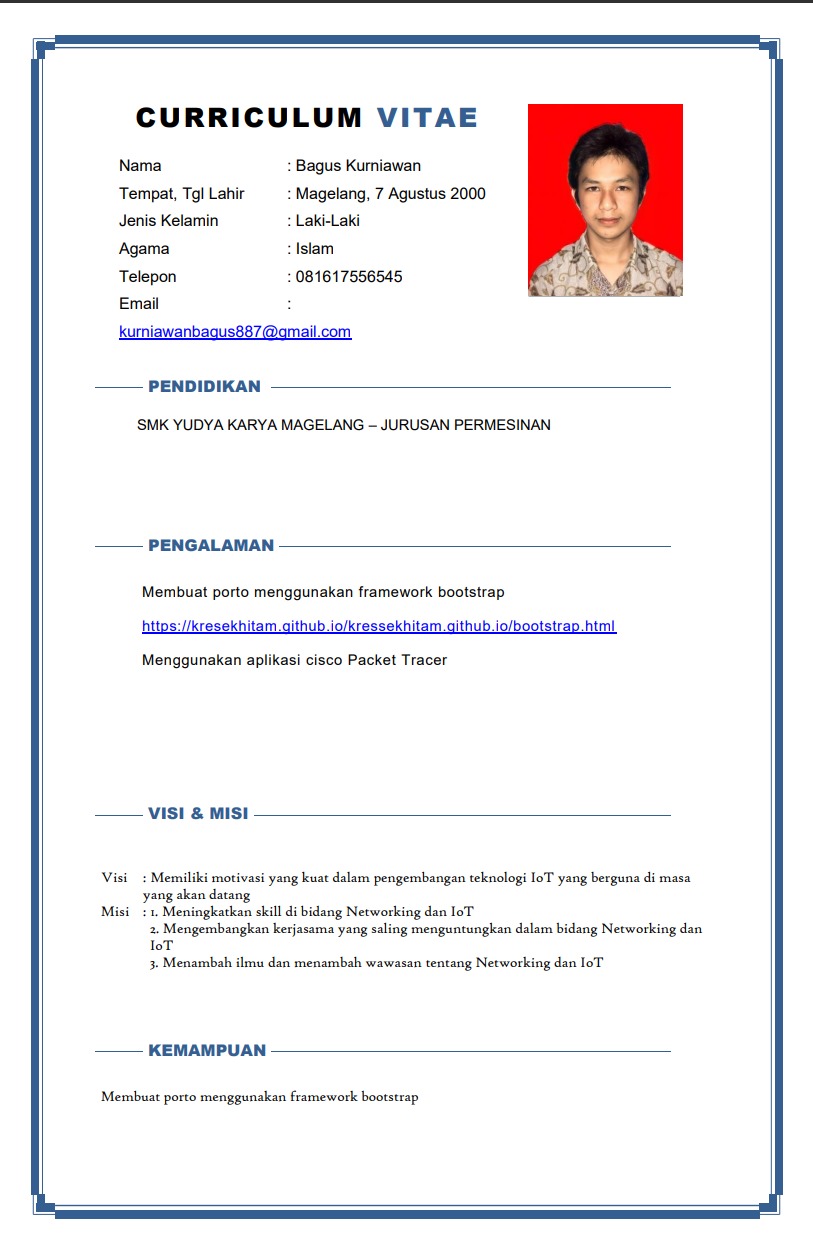 CURRICULUM VITAE
Nama : Bagus Kurniawan
Tempat, Tgl Lahir : Magelang, 7 Agustus 2000
Jenis Kelamin : Laki-Laki
Agama : Islam
Telepon : 081617556545
Email :
kurniawanbagus887@gmail.com
PENDIDIKAN
SMK YUDYA KARYA MAGELANG – JURUSAN PERMESINAN
PENGALAMAN
Membuat porto menggunakan framework bootstrap
https://kresekhitam.github.io/kressekhitam.github.io/bootstrap.html
Menggunakan aplikasi cisco Packet Tracer
VISI & MISI
Visi : Memiliki motivasi yang kuat dalam pengembangan teknologi IoT yang berguna di masa
yang akan datang
Misi : 1. Meningkatkan skill di bidang Networking dan IoT
2. Mengembangkan kerjasama yang saling menguntungkan dalam bidang Networking dan
IoT
3. Menambah ilmu dan menambah wawasan tentang Networking dan IoT
KEMAMPUAN
Membuat porto menggunakan framework bootstrap